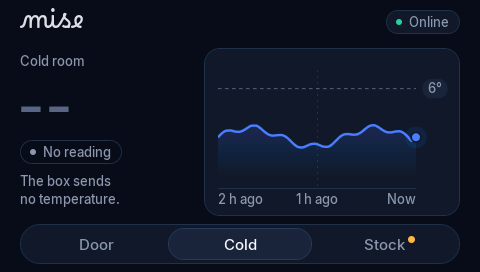 mise
Online
Cold room
– –
No reading
The box sends
no temperature.
6°
2 h ago
1 h ago
Now
Door
Cold
Stock